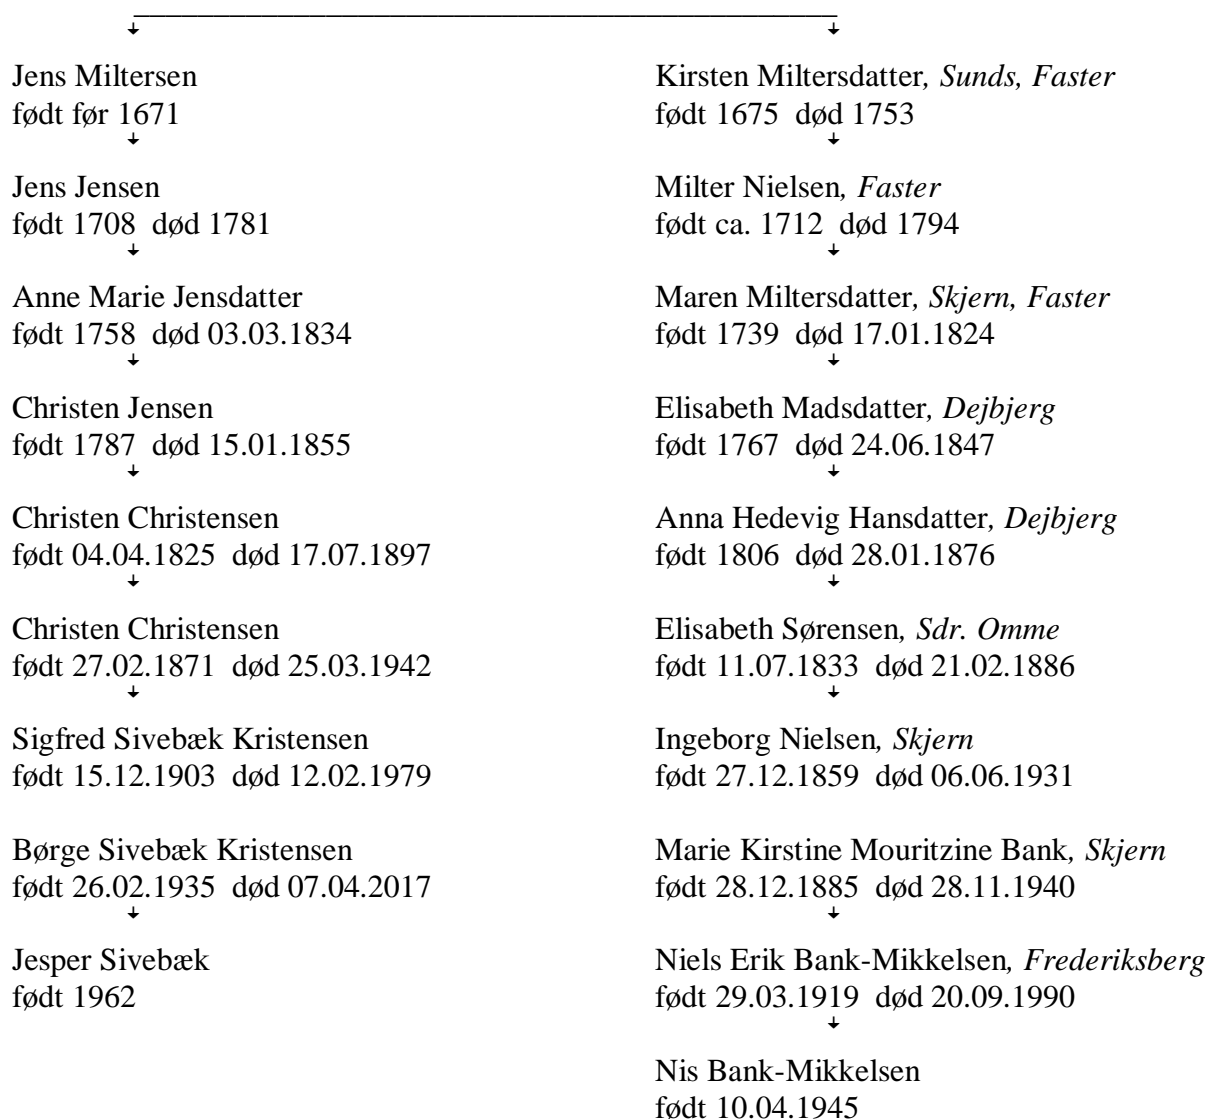 Jens Miltersen
født før 1671
Jens Jensen
født 1708 død 1781
Anne Marie Jensdatter
født 1758 død 03.03.1834
Christen Jensen
født 1787 død 15.01.1855
Christen Christensen
født 04.04.1825 død 17.07.1897
Christen Christensen
født 27.02.1871 død 25.03.1942
Sigfred Sivebæk Kristensen
født 15.12.1903 død 12.02.1979
Børge Sivebæk Kristensen
født 26.02.1935 død 07.04.2017
Jesper Sivebæk
født 1962
Kirsten Miltersdatter, Sunds, Faster
født 1675 død 1753
Milter Nielsen, Faster
født ca. 1712 død 1794
Maren Miltersdatter, Skjern, Faster
født 1739 død 17.01.1824
Elisabeth Madsdatter, Dejbjerg
født 1767 død 24.06.1847
Anna Hedevig Hansdatter, Dejbjerg
født 1806 død 28.01.1876
Elisabeth Sørensen, Sdr. Omme
født 11.07.1833 død 21.02.1886
Ingeborg Nielsen, Skjern
født 27.12.1859 død 06.06.1931
Marie Kirstine Mouritzine Bank, Skjern
født 28.12.1885 død 28.11.1940
Niels Erik Bank-Mikkelsen, Frederiksberg
født 29.03.1919 død 20.09.1990
Nis Bank-Mikkelsen
født 10.04.1945